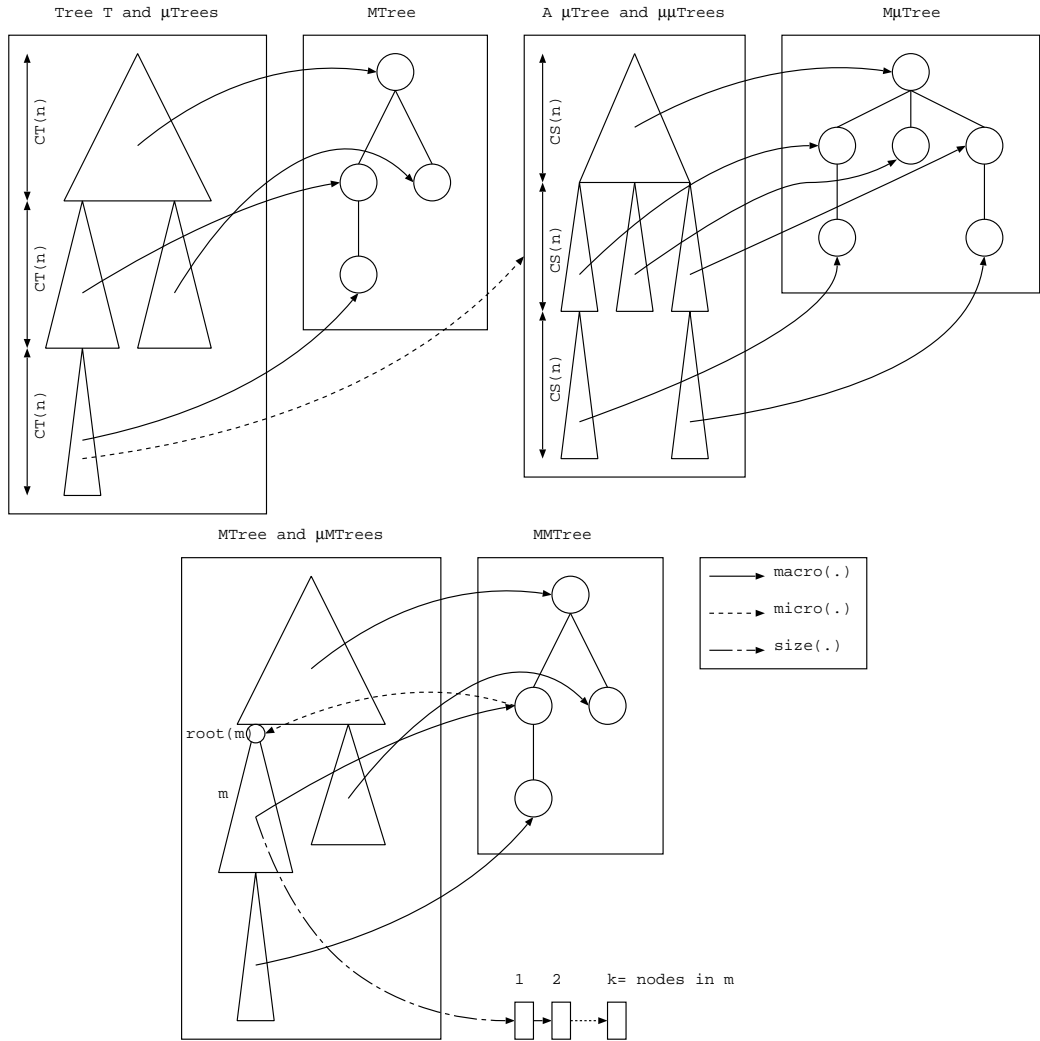 Tree T and μTrees
MTree
A μTree and μμTrees
MμTree
CT(n)
CT(n)
CT(n)
CS(n)
CS(n)
CS(n)
MTree and μMTrees
MMTree
macro(.)
micro(.)
size(.)
root(m)
m
1 2 k= nodes in m